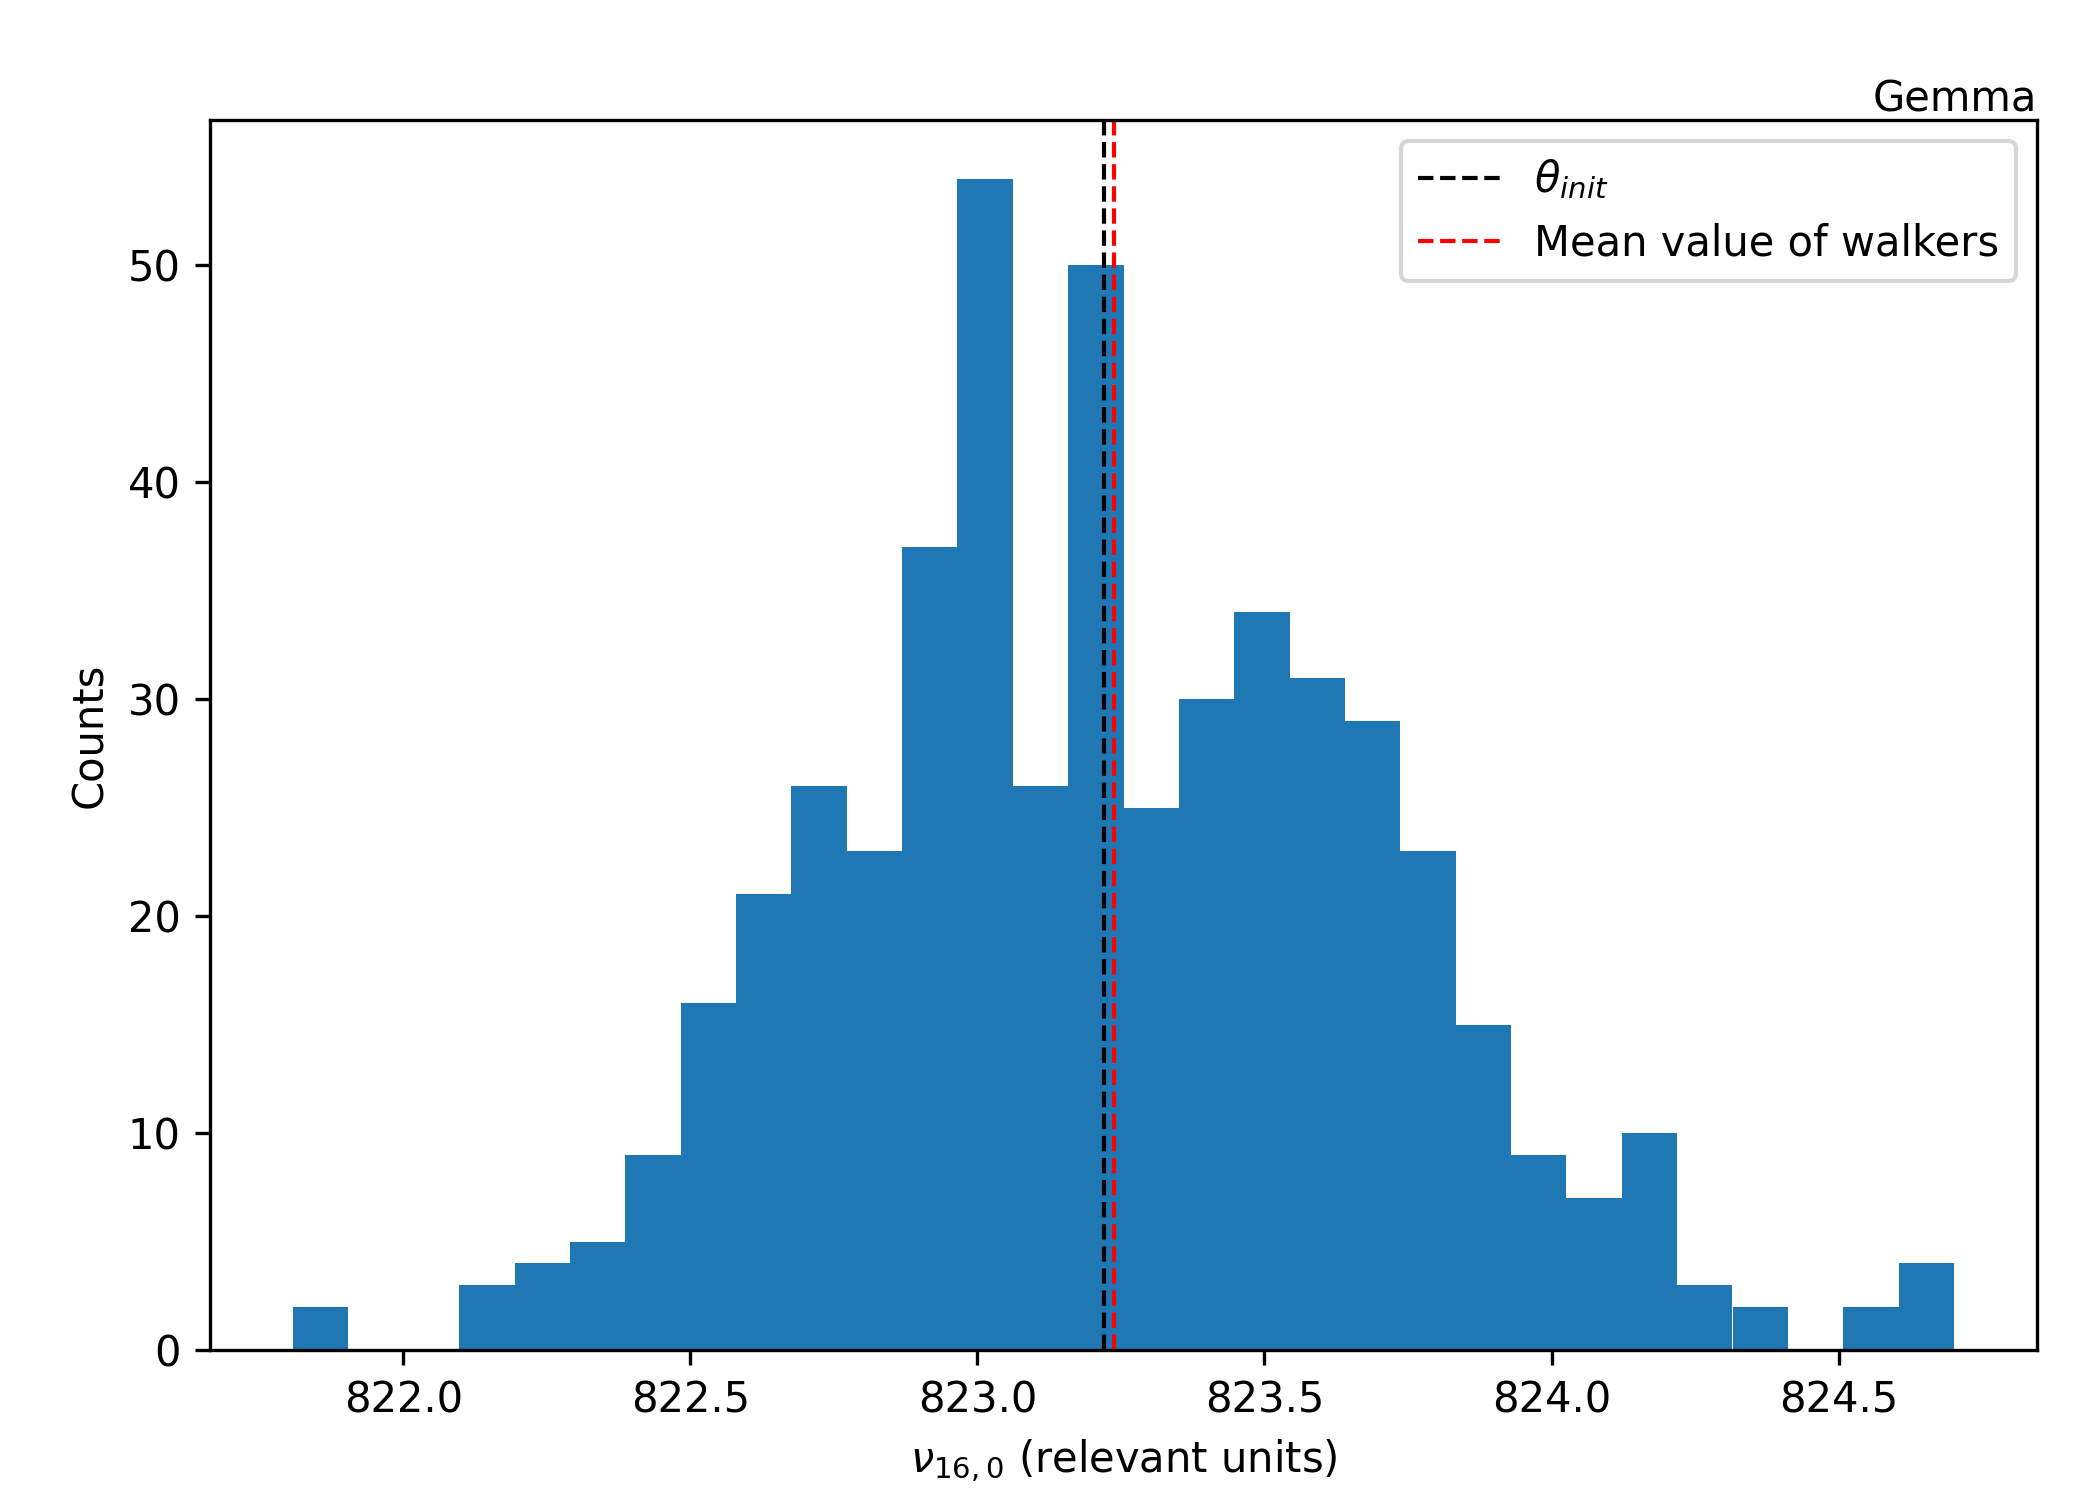 Gemma
θinit
Mean value of walkers
50
40
30
20
10
0
Counts
822.0 822.5 823.0 823.5 824.0 824.5
ν16, 0 (relevant units)